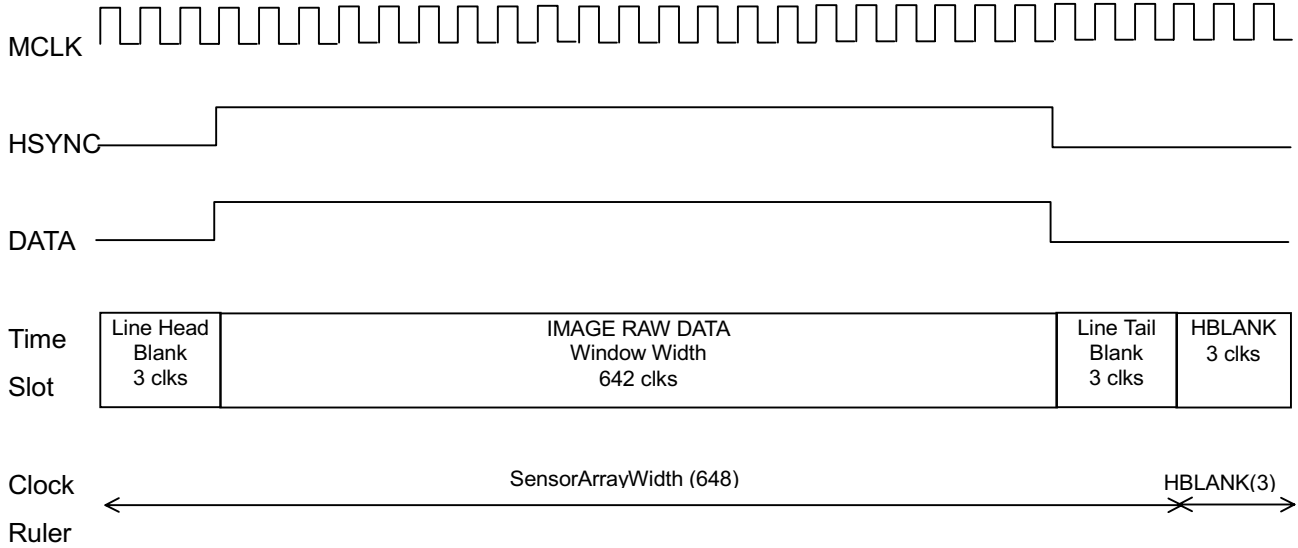 MCLK
HSYNC
DATA
Time
Slot
Line Head
Blank
3 clks
IMAGE RAW DATA
Window Width
642 clks
Line Tail
Blank
3 clks
HBLANK
3 clks
Clock
Ruler
SensorArrayWidth (648)
HBLANK(3)